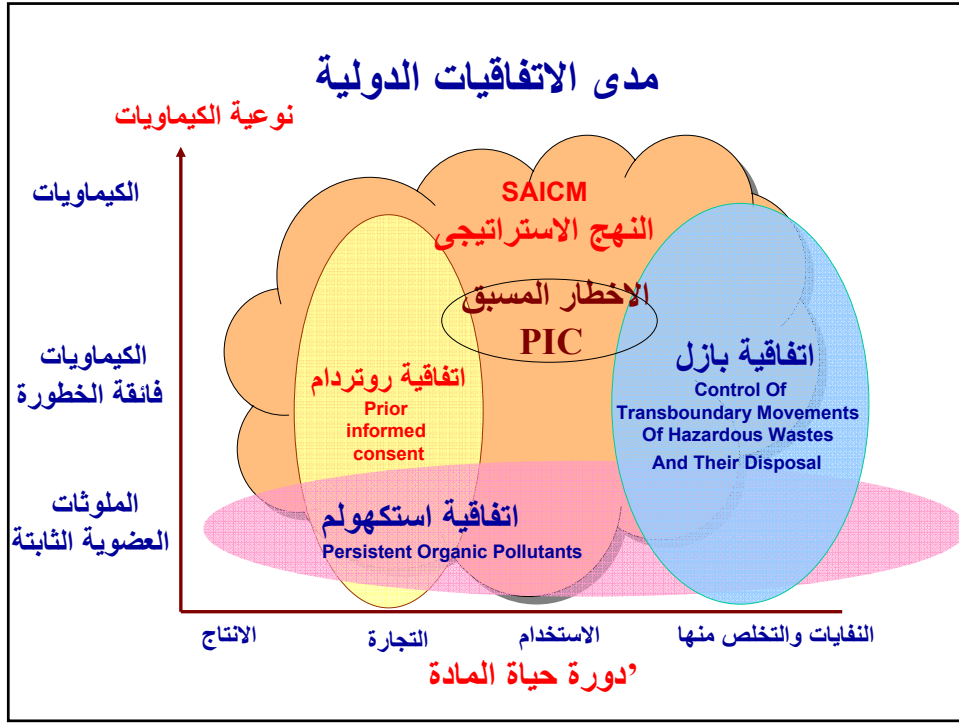 مدى الاتفاقيات الدولية
نوعية الكيماويات
الكيماويات
SAICM
النهج الاستراتيجى
الاخطار المسبق
PIC
الكيماويات
فائقة الخطورة
اتفاقية روتردام
Prior
informed
consent
اتفاقية بازل
Control Of
Transboundary Movements
Of Hazardous Wastes
And Their Disposal
الملوثات
العضوية الثابتة
اتفاقية استكهولم
Persistent Organic Pollutants
الانتاج
التجارة
الاستخدام
النفايات والتخلص منها
’دورة حياة المادة